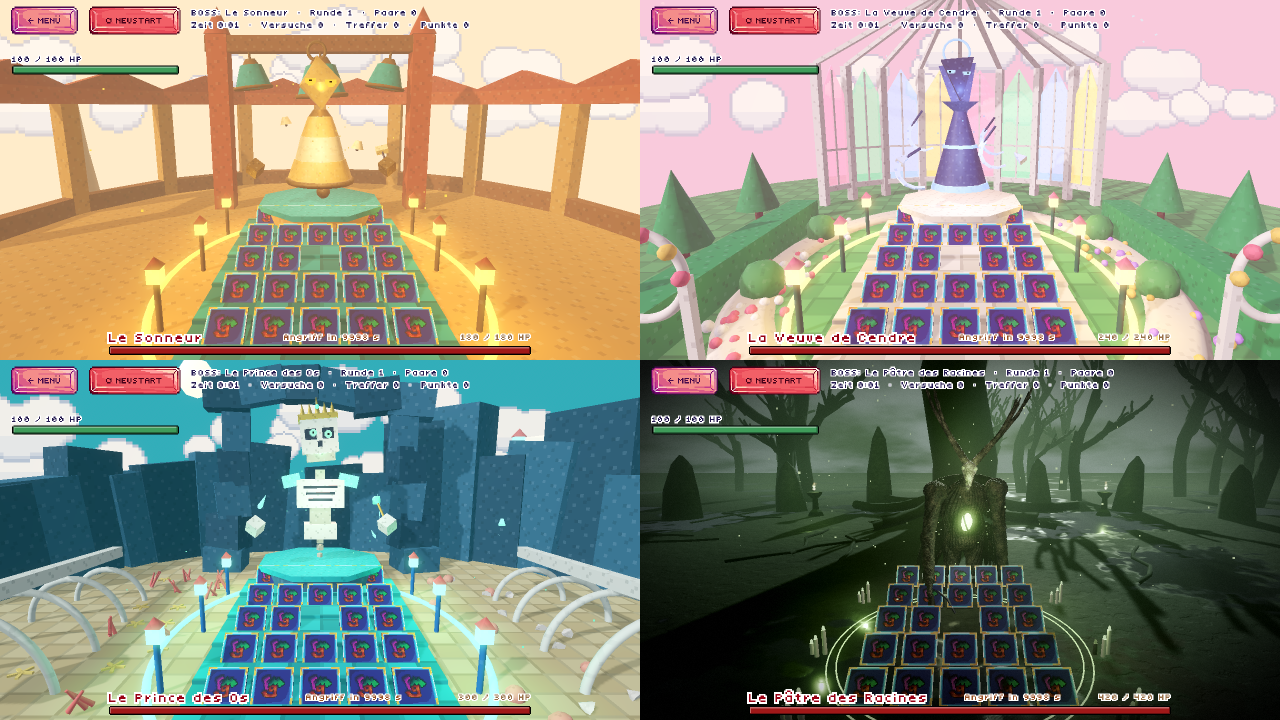 ← MENÜ
↻ NEUSTART
BOSS: Le Sonneur · Runde 1 · Paare 0
Zeit 0:01 · Versuche 0 · Treffer 0 · Punkte 0
100 / 100 HP
Le Sonneur
Angriff in 9998 s
180 / 180 HP
← MENÜ
↻ NEUSTART
BOSS: La Veuve de Cendre · Runde 1 · Paare 0
Zeit 0:01 · Versuche 0 · Treffer 0 · Punkte 0
100 / 100 HP
La Veuve de Cendre
Angriff in 9998 s
240 / 240 HP
← MENÜ
↻ NEUSTART
BOSS: Le Prince des Os · Runde 1 · Paare 0
Zeit 0:01 · Versuche 0 · Treffer 0 · Punkte 0
100 / 100 HP
Le Prince des Os
Angriff in 9998 s
300 / 300 HP
← MENÜ
↻ NEUSTART
BOSS: Le Pâtre des Racines · Runde 1 · Paare 0
Zeit 0:01 · Versuche 0 · Treffer 0 · Punkte 0
100 / 100 HP
Le Pâtre des Racines
Angriff in 9998 s
420 / 420 HP